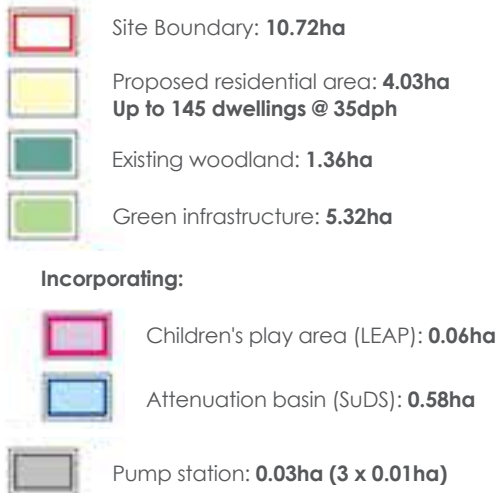 Site Boundary: 10.72ha
Proposed residential area: 4.03ha
Up to 145 dwellings @ 35dph
Existing woodland: 1.36ha
Green infrastructure: 5.32ha
Incorporating:
Children's play area (LEAP): 0.06ha
Attenuation basin (SuDS): 0.58ha
Pump station: 0.03ha (3 x 0.01ha)